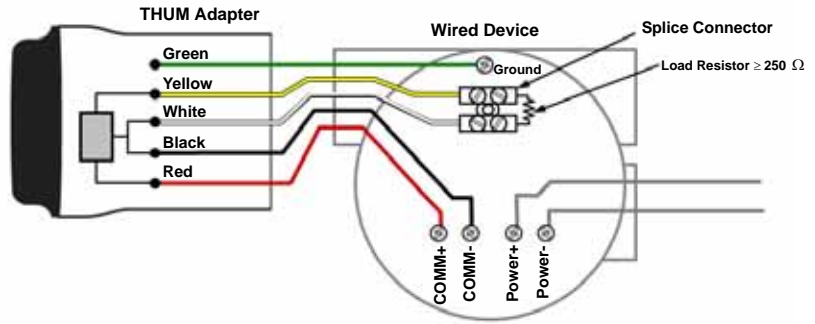 THUM Adapter
Wired Device
Splice Connector
Green
Ground
Load Resistor ≥ 250 Ω
Yellow
White
Black
Red
COMM+
COMM-
Power+
Power-